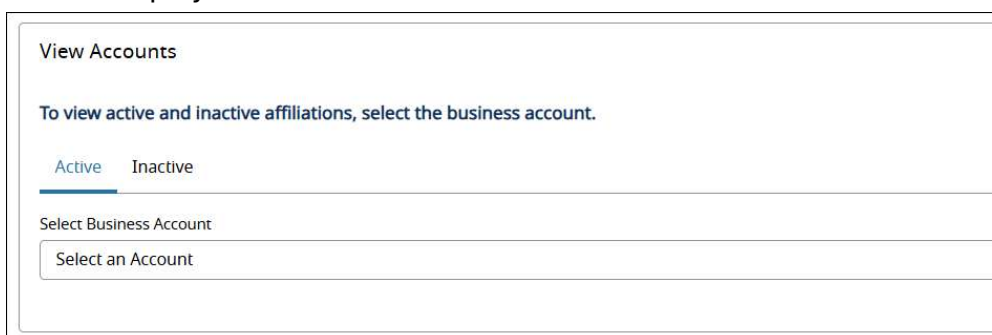 View Accounts
To view active and inactive affiliations, select the business account.
Active Inactive
Select Business Account
Select an Account